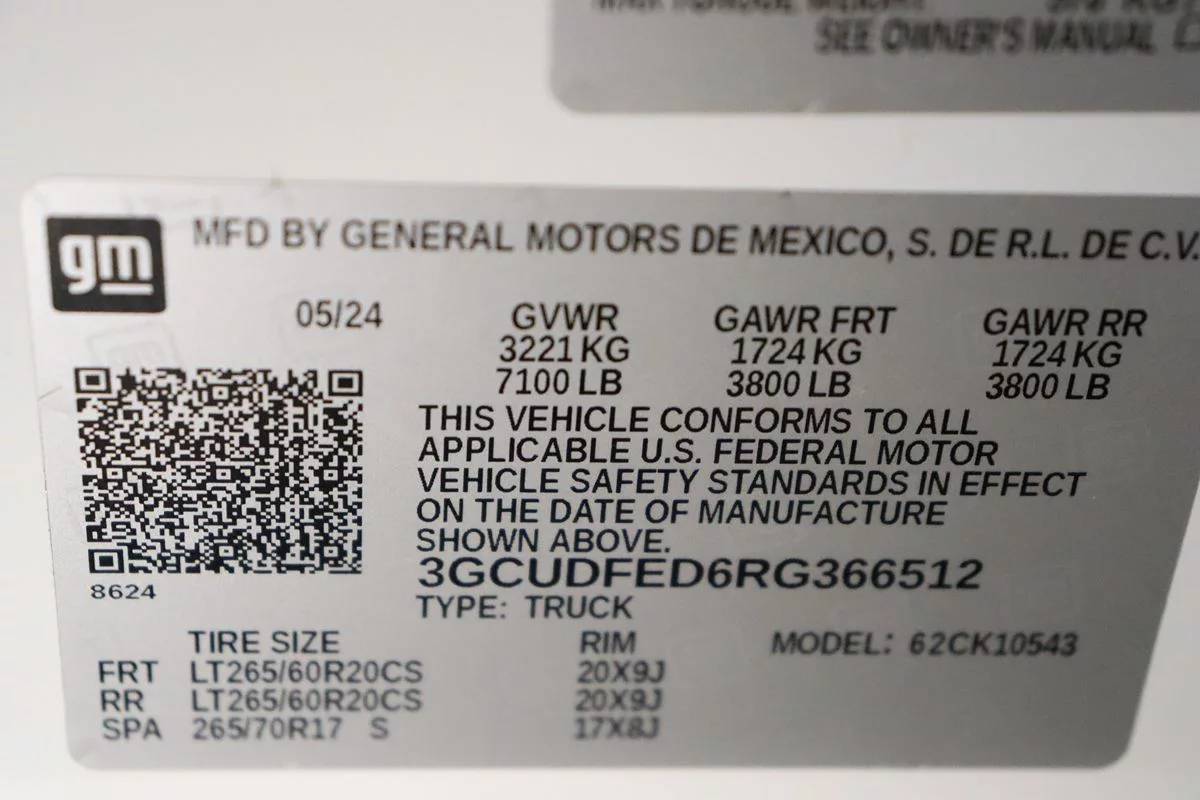 SEE OWNER'S MANUAL
gm
MFD BY GENERAL MOTORS DE MEXICO, S. DE R.L. DE C.V.
05/24 GVWR GAWR FRT GAWR RR
3221 KG 1724 KG 1724 KG
7100 LB 3800 LB 3800 LB
THIS VEHICLE CONFORMS TO ALL
APPLICABLE U.S. FEDERAL MOTOR
VEHICLE SAFETY STANDARDS IN EFFECT
ON THE DATE OF MANUFACTURE
SHOWN ABOVE.
8624
3GCUDFED6RG366512
TYPE: TRUCK
TIRE SIZE RIM MODEL: 62CK10543
FRT LT265/60R20CS 20X9J
RR LT265/60R20CS 20X9J
SPA 265/70R17 S 17X8J